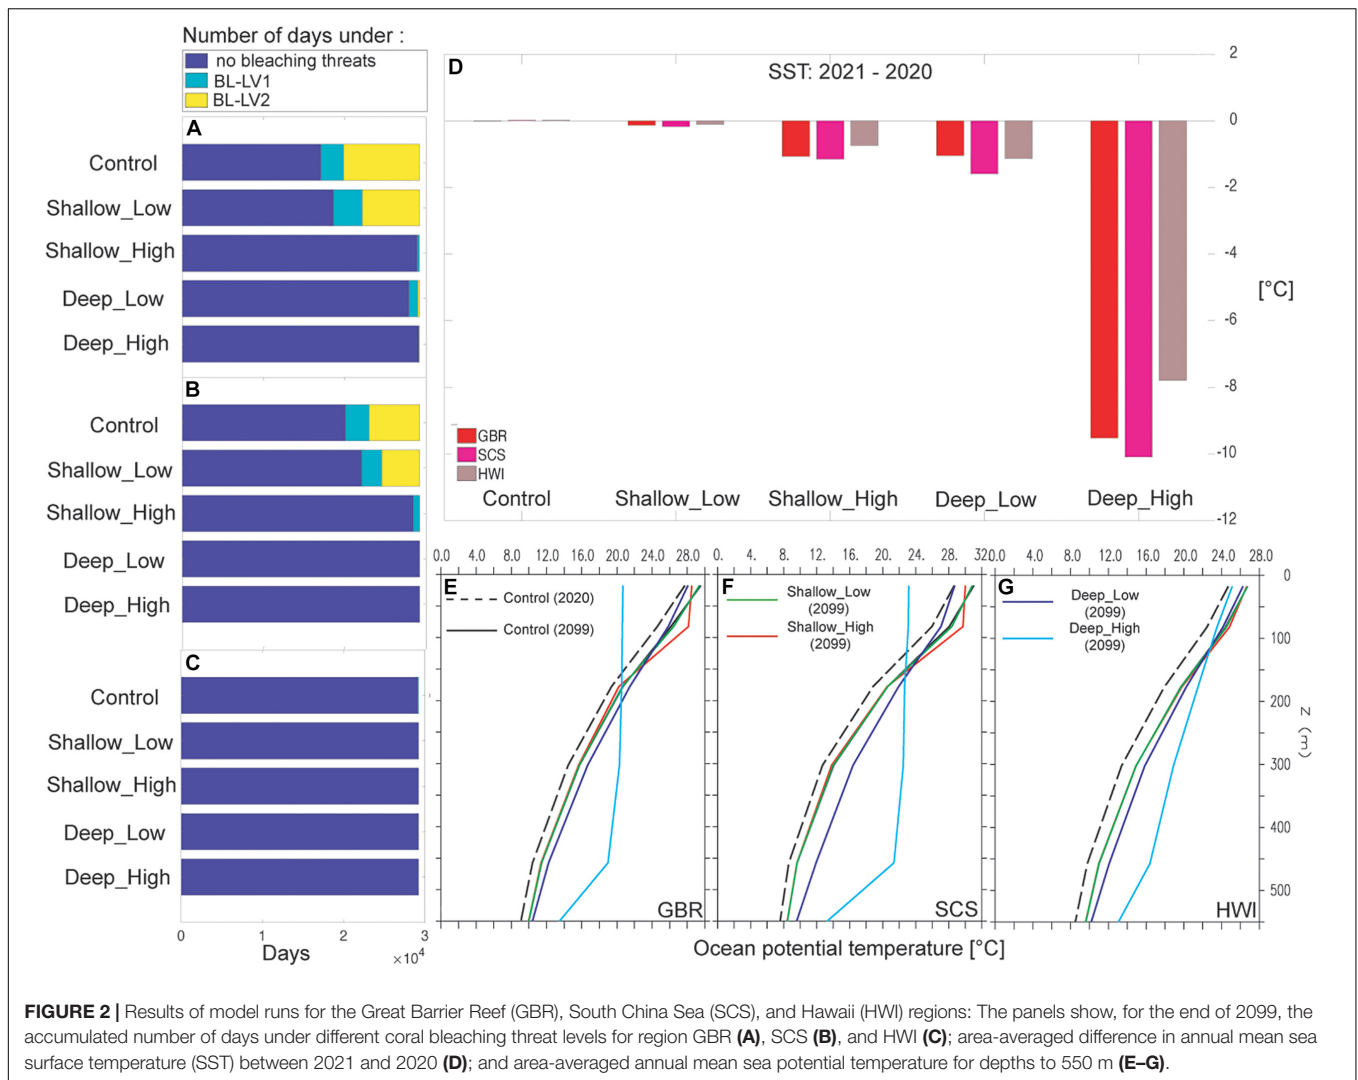 Number of days under :
no bleaching threats
BL-LV1
BL-LV2
A
Control
Shallow_Low
Shallow_High
Deep_Low
Deep_High
B
Control
Shallow_Low
Shallow_High
Deep_Low
Deep_High
C
Control
Shallow_Low
Shallow_High
Deep_Low
Deep_High
0 1 2 3
Days ×10⁴
D
SST: 2021 - 2020
2
0
-2
-4
[°C]
-6
-8
-10
-12
GBR
SCS
HWI
Control Shallow_Low Shallow_High Deep_Low Deep_High
0.0 4.0 8.0 12.0 16.0 20.0 24.0 28.0 0. 4. 8. 12. 16. 20. 24. 28. 320.0 4.0 8.0 12.0 16.0 20.0 24.0 28.0
E
Control (2020)
Control (2099)
GBR
F
Shallow_Low
(2099)
Shallow_High
(2099)
SCS
G
Deep_Low
(2099)
Deep_High
(2099)
HWI
0
100
200
300
400
500
Z (m)
Ocean potential temperature [°C]
FIGURE 2 | Results of model runs for the Great Barrier Reef (GBR), South China Sea (SCS), and Hawaii (HWI) regions: The panels show, for the end of 2099, the
accumulated number of days under different coral bleaching threat levels for region GBR (A), SCS (B), and HWI (C); area-averaged difference in annual mean sea
surface temperature (SST) between 2021 and 2020 (D); and area-averaged annual mean sea potential temperature for depths to 550 m (E–G).